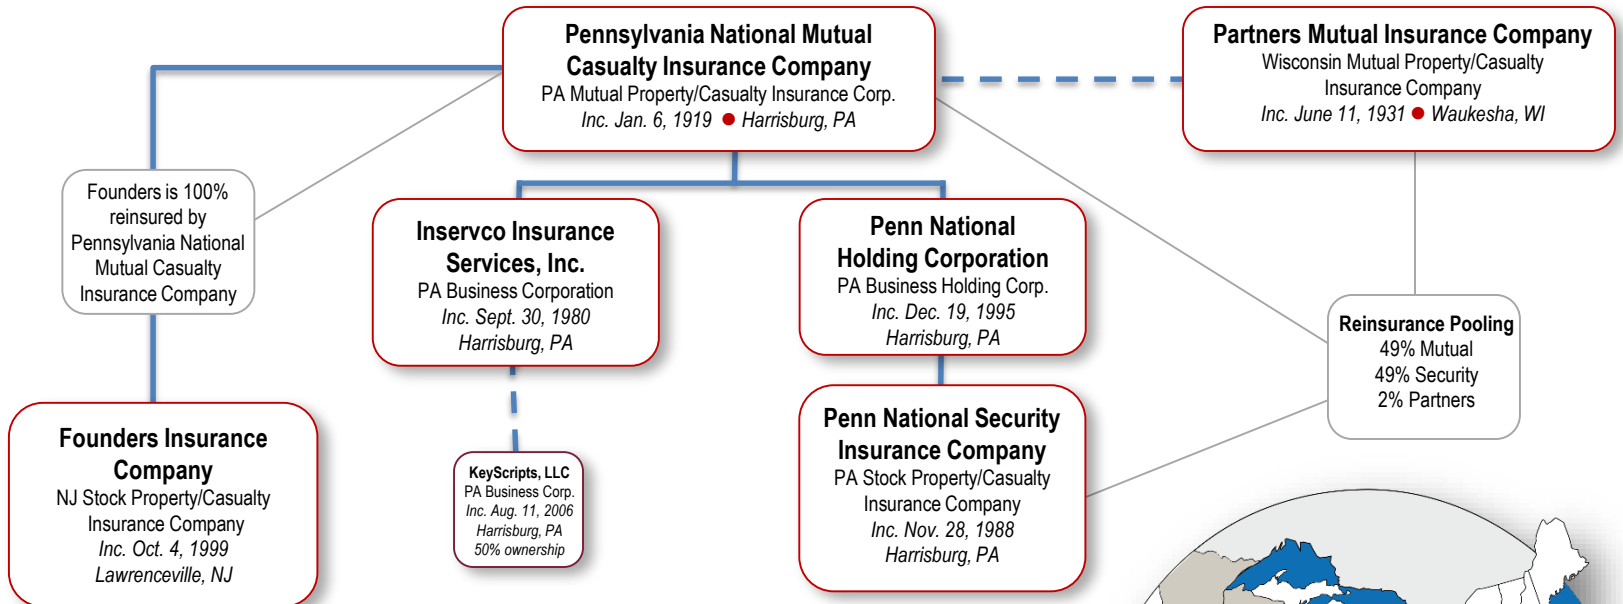 Pennsylvania National Mutual
Casualty Insurance Company
PA Mutual Property/Casualty Insurance Corp.
Inc. Jan. 6, 1919 ● Harrisburg, PA
Partners Mutual Insurance Company
Wisconsin Mutual Property/Casualty
Insurance Company
Inc. June 11, 1931 ● Waukesha, WI
Founders is 100%
reinsured by
Pennsylvania National
Mutual Casualty
Insurance Company
Inservco Insurance
Services, Inc.
PA Business Corporation
Inc. Sept. 30, 1980
Harrisburg, PA
Penn National
Holding Corporation
PA Business Holding Corp.
Inc. Dec. 19, 1995
Harrisburg, PA
Reinsurance Pooling
49% Mutual
49% Security
2% Partners
Founders Insurance
Company
NJ Stock Property/Casualty
Insurance Company
Inc. Oct. 4, 1999
Lawrenceville, NJ
KeyScripts, LLC
PA Business Corp.
Inc. Aug. 11, 2006
Harrisburg, PA
50% ownership
Penn National Security
Insurance Company
PA Stock Property/Casualty
Insurance Company
Inc. Nov. 28, 1988
Harrisburg, PA